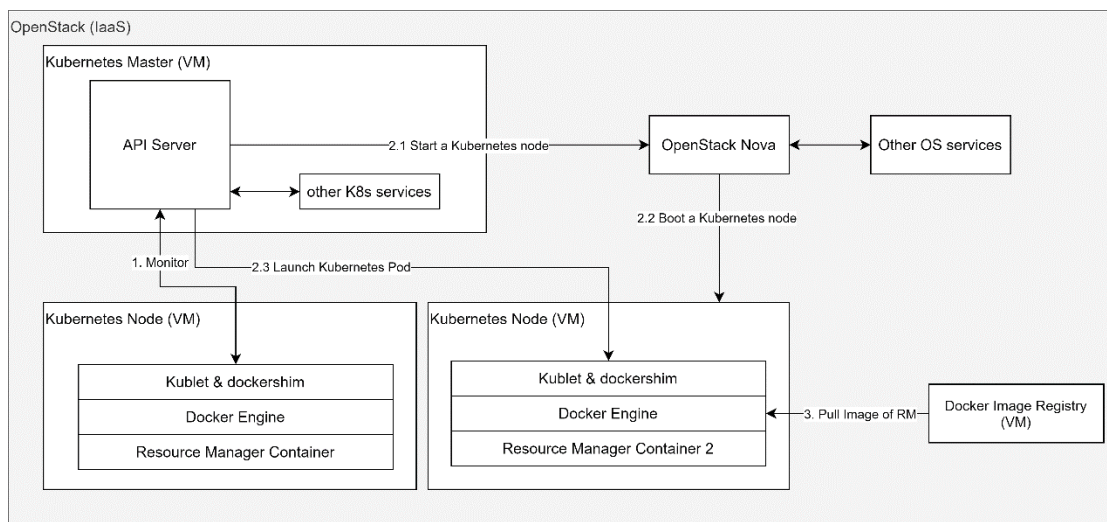 OpenStack (IaaS)
Kubernetes Master (VM)
API Server
2.1 Start a Kubernetes node
OpenStack Nova
Other OS services
other K8s services
2.2 Boot a Kubernetes node
1. Monitor
2.3 Launch Kubernetes Pod
Kubernetes Node (VM)
Kublet & dockershim
Docker Engine
Resource Manager Container
Kubernetes Node (VM)
Kublet & dockershim
Docker Engine
Resource Manager Container 2
3. Pull Image of RM
Docker Image Registry
(VM)